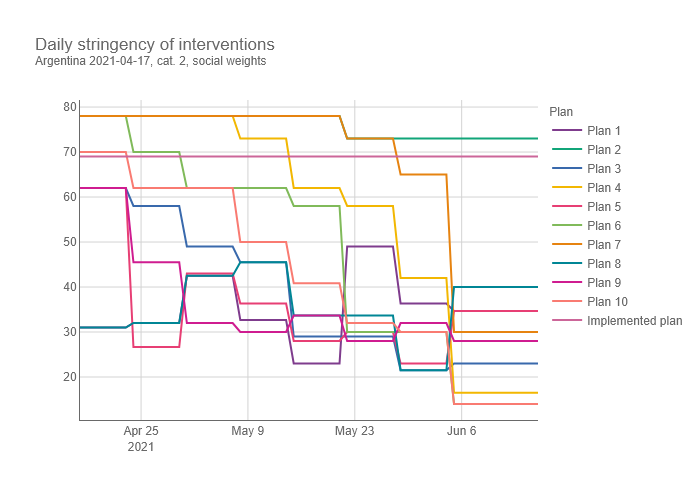 Daily stringency of interventions
Argentina 2021-04-17, cat. 2, social weights
80
70
60
50
40
30
20
Apr 25
2021
May 9
May 23
Jun 6
Plan
Plan 1
Plan 2
Plan 3
Plan 4
Plan 5
Plan 6
Plan 7
Plan 8
Plan 9
Plan 10
Implemented plan